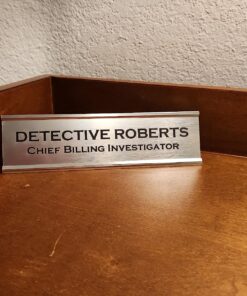 DETECTIVE ROBERTS
CHIEF BILLING INVESTIGATOR